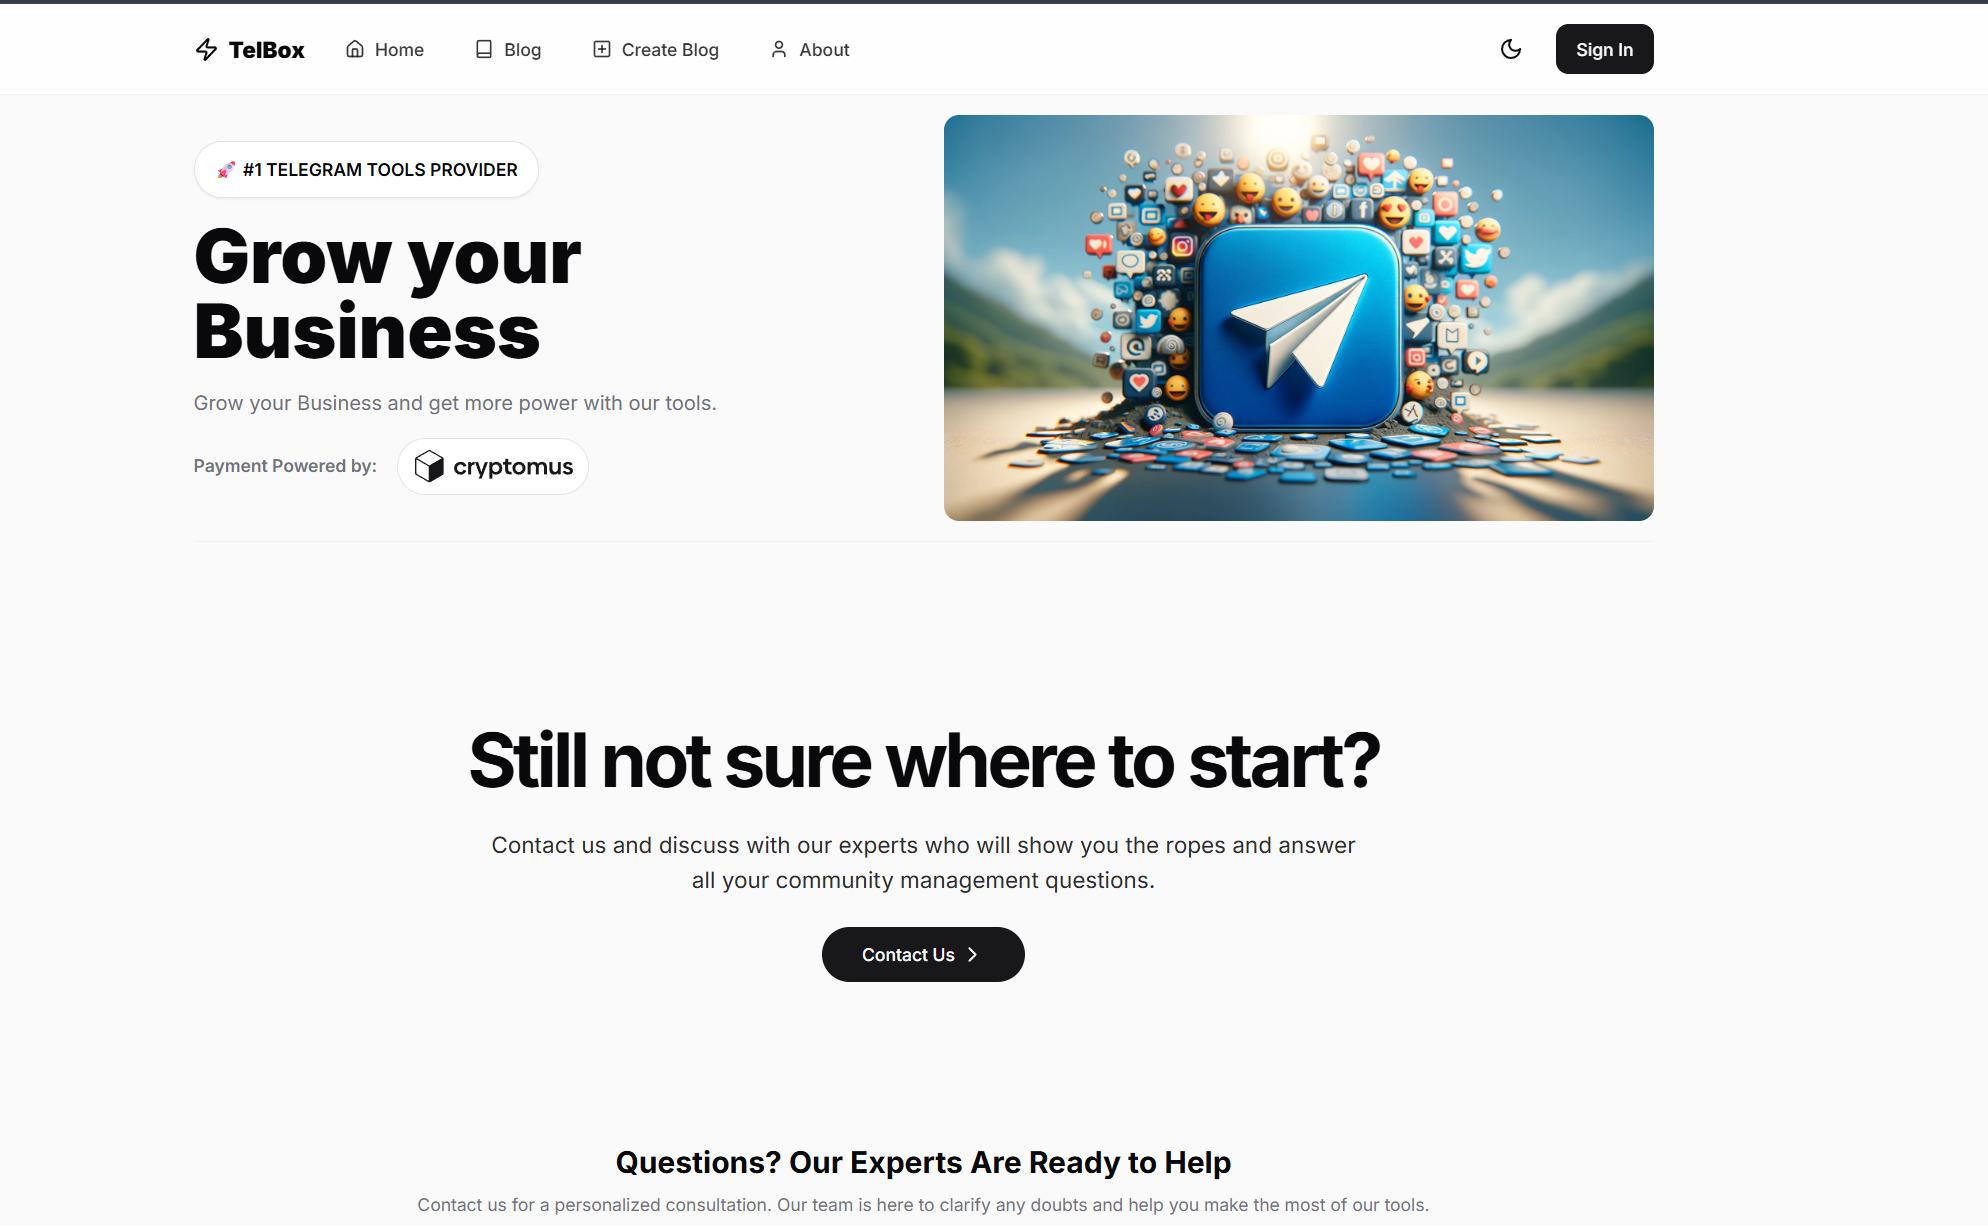 TelBox
Home
Blog
Create Blog
About
Sign In
🚀 #1 TELEGRAM TOOLS PROVIDER
Grow your
Business
Grow your Business and get more power with our tools.
Payment Powered by:
cryptomus
Still not sure where to start?
Contact us and discuss with our experts who will show you the ropes and answer
all your community management questions.
Contact Us
Questions? Our Experts Are Ready to Help
Contact us for a personalized consultation. Our team is here to clarify any doubts and help you make the most of our tools.